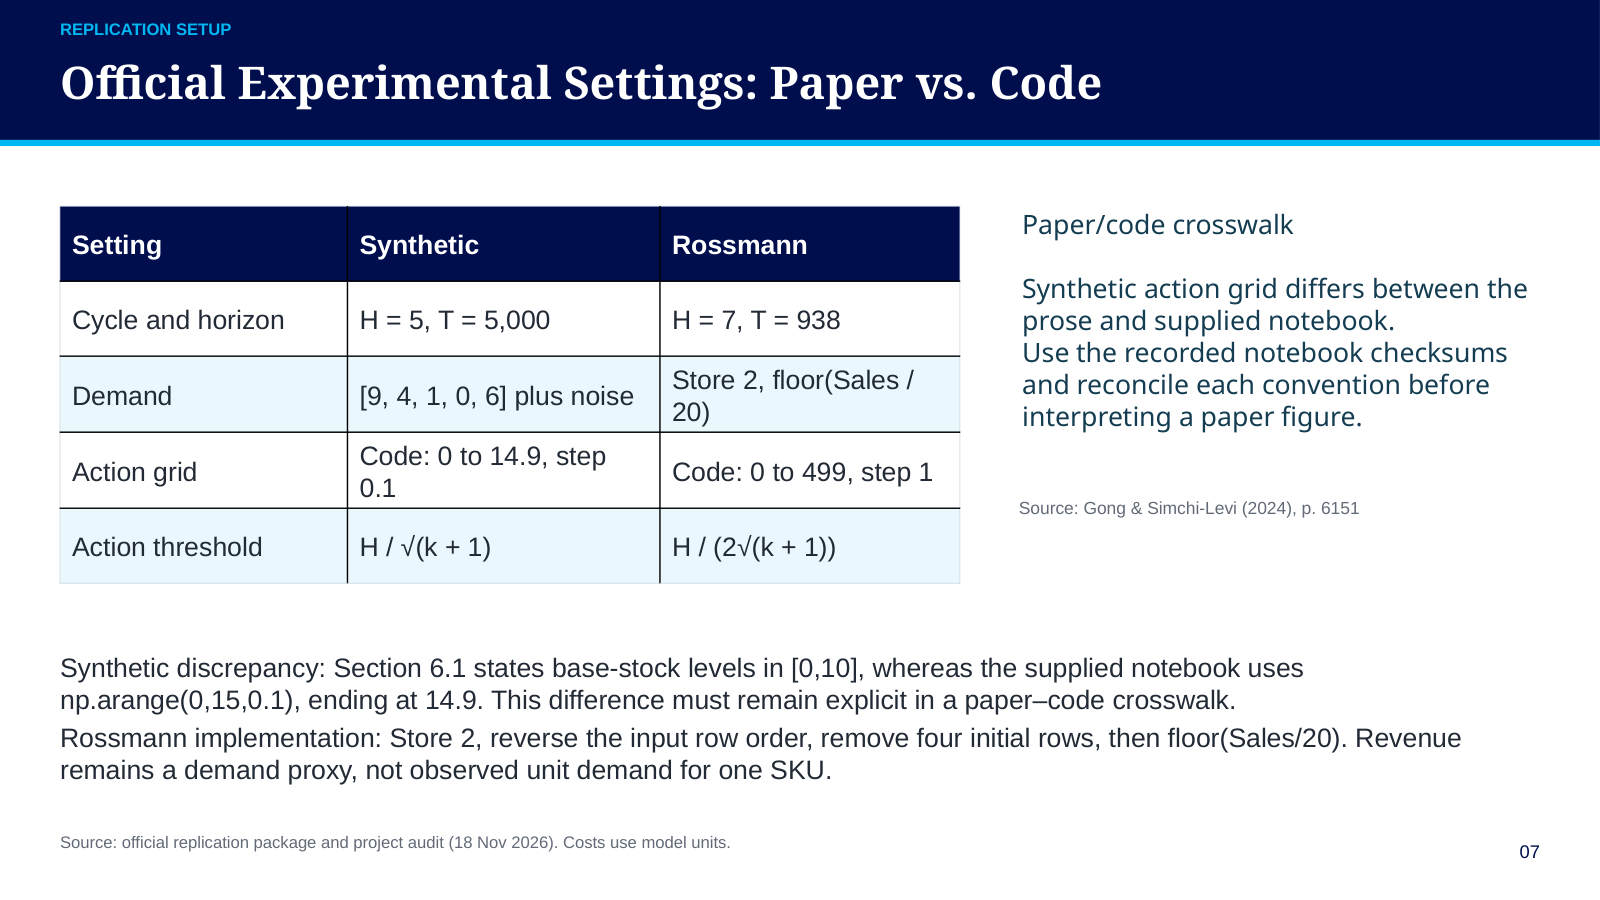 REPLICATION SETUP
Official Experimental Settings: Paper vs. Code
Setting
Synthetic
Rossmann
Cycle and horizon
H = 5, T = 5,000
H = 7, T = 938
Demand
[9, 4, 1, 0, 6] plus noise
Store 2, floor(Sales /
20)
Action grid
Code: 0 to 14.9, step
0.1
Code: 0 to 499, step 1
Action threshold
H / √(k + 1)
H / (2√(k + 1))
Paper/code crosswalk
Synthetic action grid differs between the
prose and supplied notebook.
Use the recorded notebook checksums
and reconcile each convention before
interpreting a paper figure.
Source: Gong & Simchi-Levi (2024), p. 6151
Synthetic discrepancy: Section 6.1 states base-stock levels in [0,10], whereas the supplied notebook uses
np.arange(0,15,0.1), ending at 14.9. This difference must remain explicit in a paper–code crosswalk.
Rossmann implementation: Store 2, reverse the input row order, remove four initial rows, then floor(Sales/20). Revenue
remains a demand proxy, not observed unit demand for one SKU.
Source: official replication package and project audit (18 Nov 2026). Costs use model units.
07